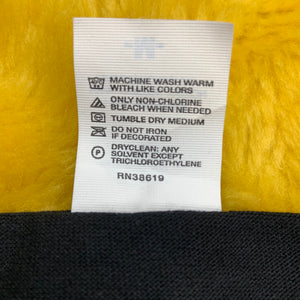 MACHINE WASH WARM
WITH LIKE COLORS
ONLY NON-CHLORINE
BLEACH WHEN NEEDED
TUMBLE DRY MEDIUM
DO NOT IRON
IF DECORATED
DRYCLEAN: ANY
SOLVENT EXCEPT
TRICHLOROETHYLENE
RN38619